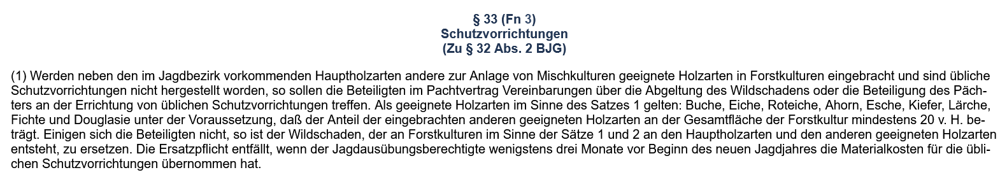 § 33 (Fn 3)
Schutzvorrichtungen
(Zu § 32 Abs. 2 BJG)
(1) Werden neben den im Jagdbezirk vorkommenden Hauptholzarten andere zur Anlage von Mischkulturen geeignete Holzarten in Forstkulturen eingebracht und sind übliche
Schutzvorrichtungen nicht hergestellt worden, so sollen die Beteiligten im Pachtvertrag Vereinbarungen über die Abgeltung des Wildschadens oder die Beteiligung des Päch-
ters an der Errichtung von üblichen Schutzvorrichtungen treffen. Als geeignete Holzarten im Sinne des Satzes 1 gelten: Buche, Eiche, Roteiche, Ahorn, Esche, Kiefer, Lärche,
Fichte und Douglasie unter der Voraussetzung, daß der Anteil der eingebrachten anderen geeigneten Holzarten an der Gesamtfläche der Forstkultur mindestens 20 v. H. be-
trägt. Einigen sich die Beteiligten nicht, so ist der Wildschaden, der an Forstkulturen im Sinne der Sätze 1 und 2 an den Hauptholzarten und den anderen geeigneten Holzarten
entsteht, zu ersetzen. Die Ersatzpflicht entfällt, wenn der Jagdausübungsberechtigte wenigstens drei Monate vor Beginn des neuen Jagdjahres die Materialkosten für die übli-
chen Schutzvorrichtungen übernommen hat.